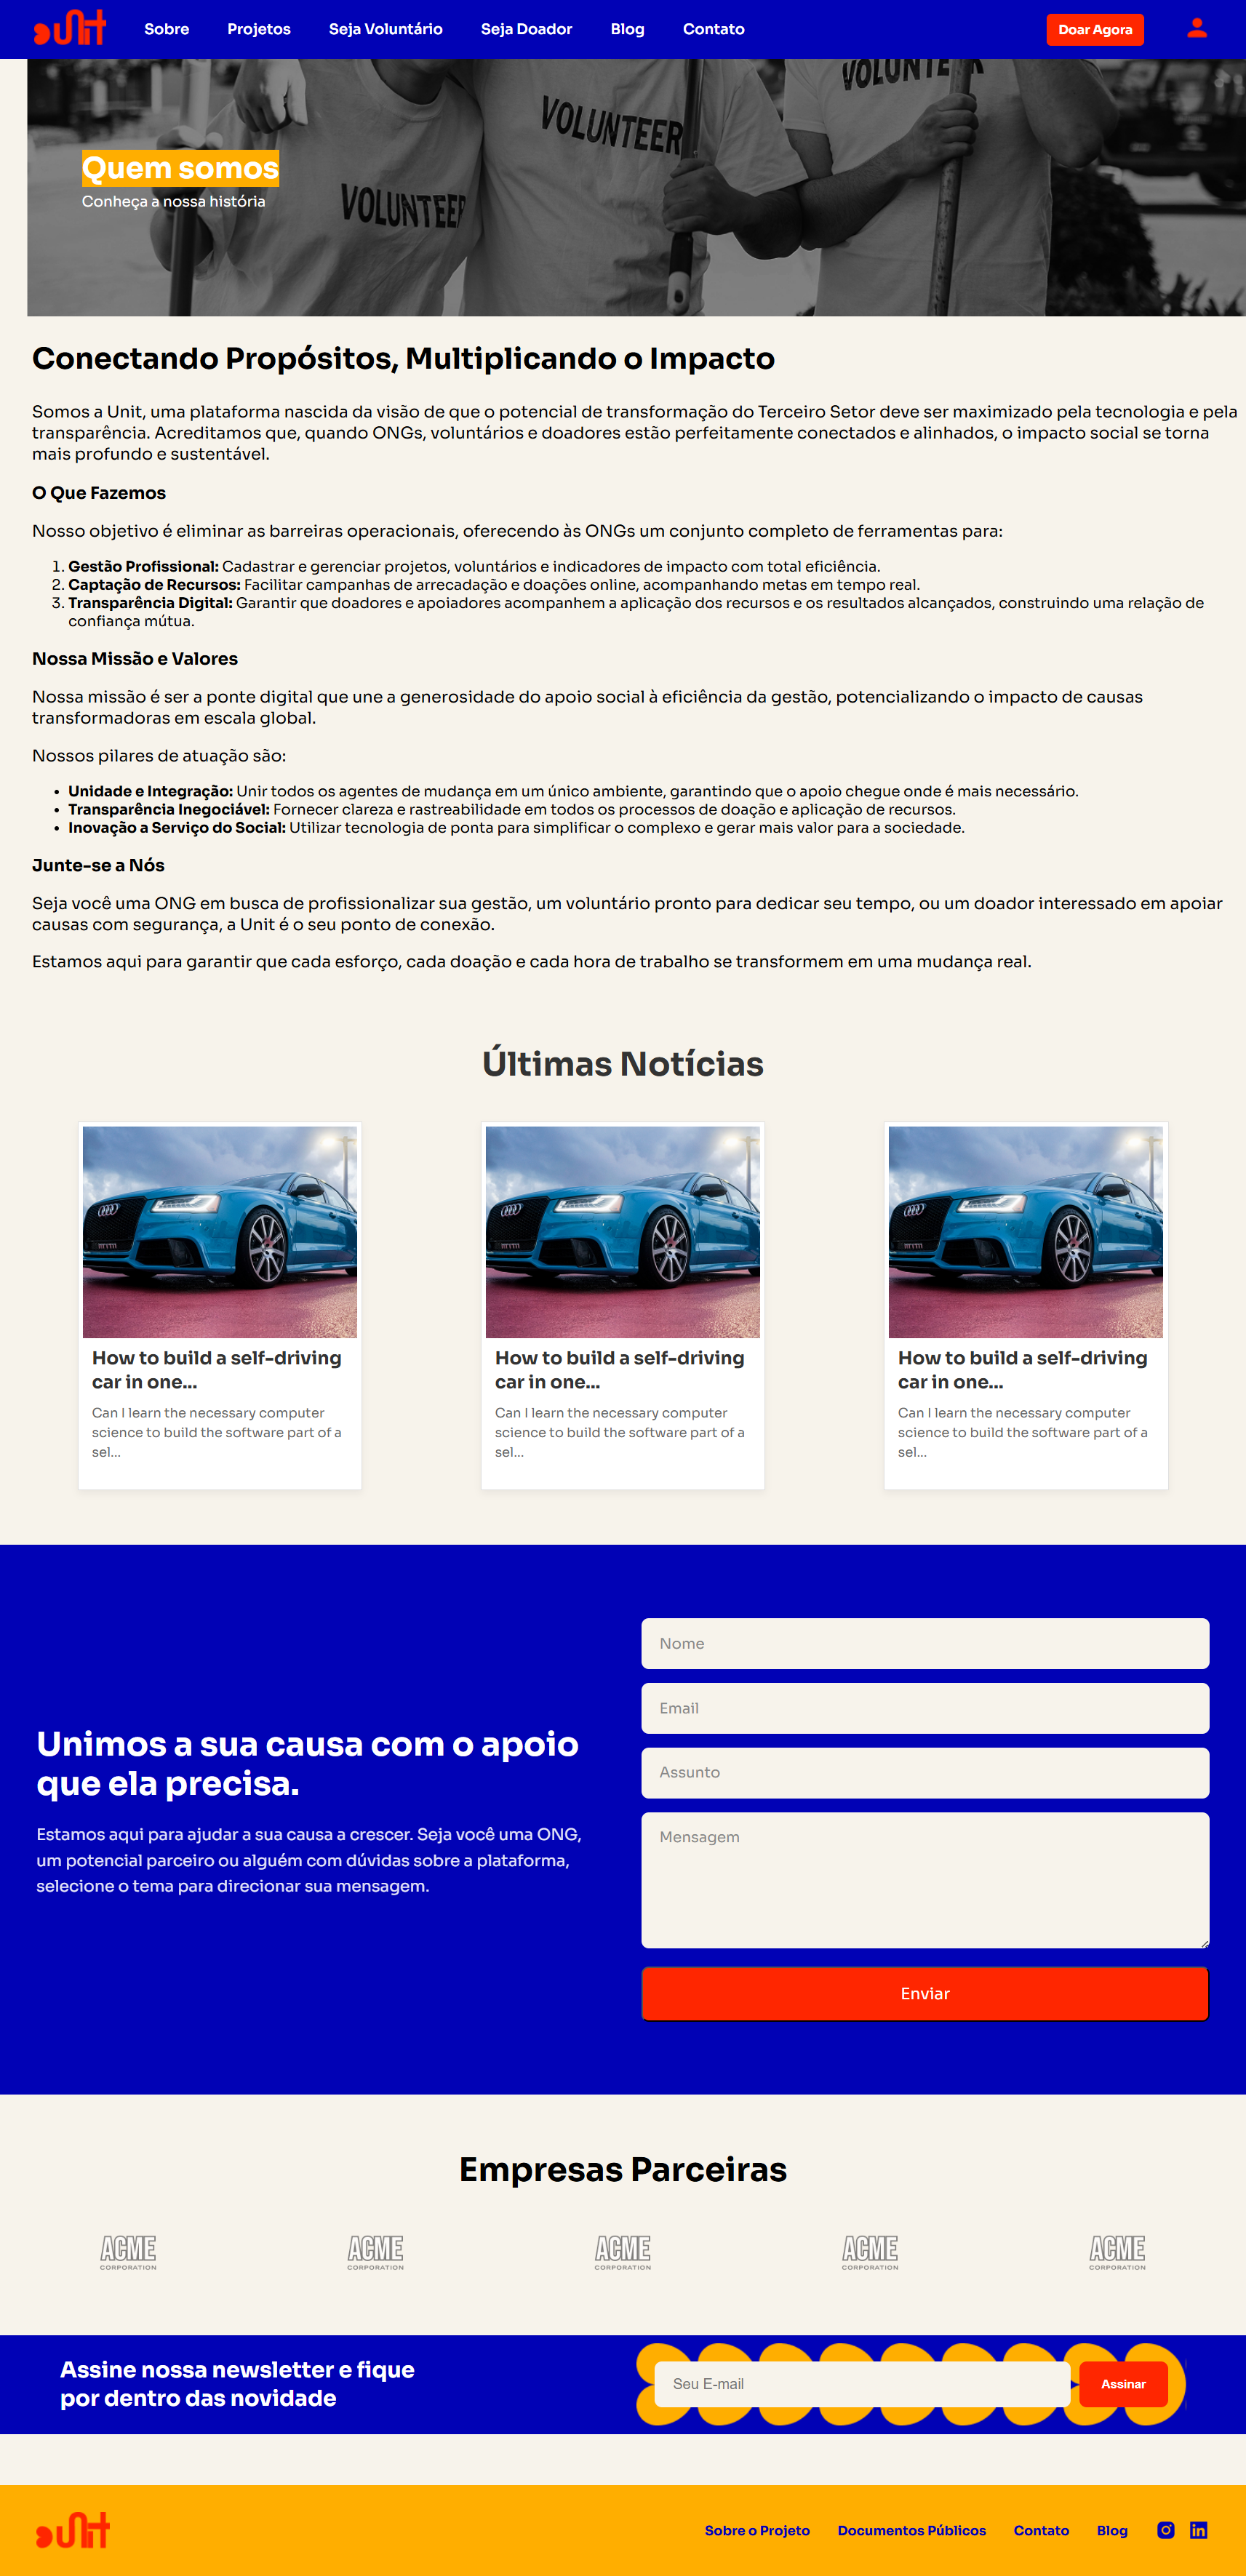 Unit
Sobre
Projetos
Seja Voluntário
Seja Doador
Blog
Contato
Doar Agora
VOLUNTEER
VOLUNTEER
VOLUNTEER
Quem somos
Conheça a nossa história
Conectando Propósitos, Multiplicando o Impacto
Somos a Unit, uma plataforma nascida da visão de que o potencial de transformação do Terceiro Setor deve ser maximizado pela tecnologia e pela
transparência. Acreditamos que, quando ONGs, voluntários e doadores estão perfeitamente conectados e alinhados, o impacto social se torna
mais profundo e sustentável.
O Que Fazemos
Nosso objetivo é eliminar as barreiras operacionais, oferecendo às ONGs um conjunto completo de ferramentas para:
1. Gestão Profissional: Cadastrar e gerenciar projetos, voluntários e indicadores de impacto com total eficiência.
2. Captação de Recursos: Facilitar campanhas de arrecadação e doações online, acompanhando metas em tempo real.
3. Transparência Digital: Garantir que doadores e apoiadores acompanhem a aplicação dos recursos e os resultados alcançados, construindo uma relação de
confiança mútua.
Nossa Missão e Valores
Nossa missão é ser a ponte digital que une a generosidade do apoio social à eficiência da gestão, potencializando o impacto de causas
transformadoras em escala global.
Nossos pilares de atuação são:
• Unidade e Integração: Unir todos os agentes de mudança em um único ambiente, garantindo que o apoio chegue onde é mais necessário.
• Transparência Inegociável: Fornecer clareza e rastreabilidade em todos os processos de doação e aplicação de recursos.
• Inovação a Serviço do Social: Utilizar tecnologia de ponta para simplificar o complexo e gerar mais valor para a sociedade.
Junte-se a Nós
Seja você uma ONG em busca de profissionalizar sua gestão, um voluntário pronto para dedicar seu tempo, ou um doador interessado em apoiar
causas com segurança, a Unit é o seu ponto de conexão.
Estamos aqui para garantir que cada esforço, cada doação e cada hora de trabalho se transformem em uma mudança real.
Últimas Notícias
How to build a self-driving
car in one...
Can I learn the necessary computer
science to build the software part of a
sel...
How to build a self-driving
car in one...
Can I learn the necessary computer
science to build the software part of a
sel...
How to build a self-driving
car in one...
Can I learn the necessary computer
science to build the software part of a
sel...
Unimos a sua causa com o apoio
que ela precisa.
Estamos aqui para ajudar a sua causa a crescer. Seja você uma ONG,
um potencial parceiro ou alguém com dúvidas sobre a plataforma,
selecione o tema para direcionar sua mensagem.
Nome
Email
Assunto
Mensagem
Enviar
Empresas Parceiras
ACME
CORPORATION
ACME
CORPORATION
ACME
CORPORATION
ACME
CORPORATION
ACME
CORPORATION
Assine nossa newsletter e fique
por dentro das novidade
Seu E-mail
Assinar
Unit
Sobre o Projeto
Documentos Públicos
Contato
Blog
in